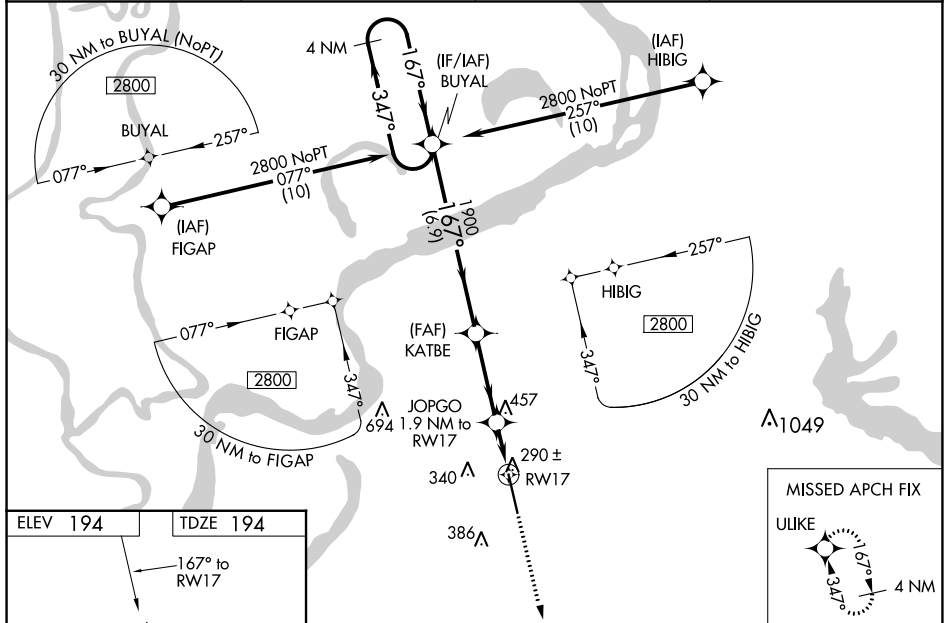 30 NM to BUYAL (NoPT)
2800
BUYAL
077°
257°
4 NM
347°
167°
(IF/IAF)
BUYAL
(IAF)
HIBIG
2800 NoPT
257°
(10)
2800 NoPT
077°
(10)
(IAF)
FIGAP
1900
167°
(6.9)
(FAF)
KATBE
077°
FIGAP
2800
347°
30 NM to FIGAP
257°
HIBIG
2800
347°
30 NM to HIBIG
694
JOPGO
1.9 NM to
RW17
457
290 ±
RW17
340
386
1049
ELEV 194
TDZE 194
167° to
RW17
MISSED APCH FIX
ULIKE
167°
347°
4 NM